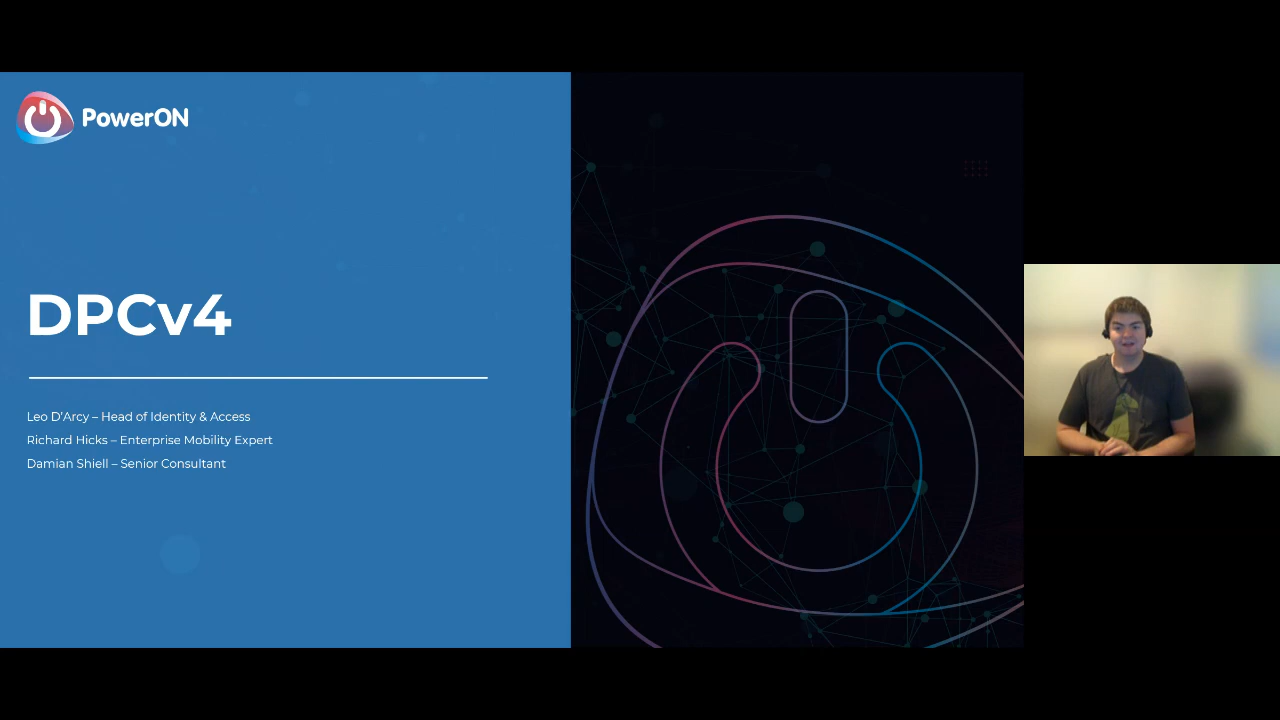 PowerON
DPCv4
Leo D'Arcy – Head of Identity & Access
Richard Hicks – Enterprise Mobility Expert
Damian Shiell – Senior Consultant